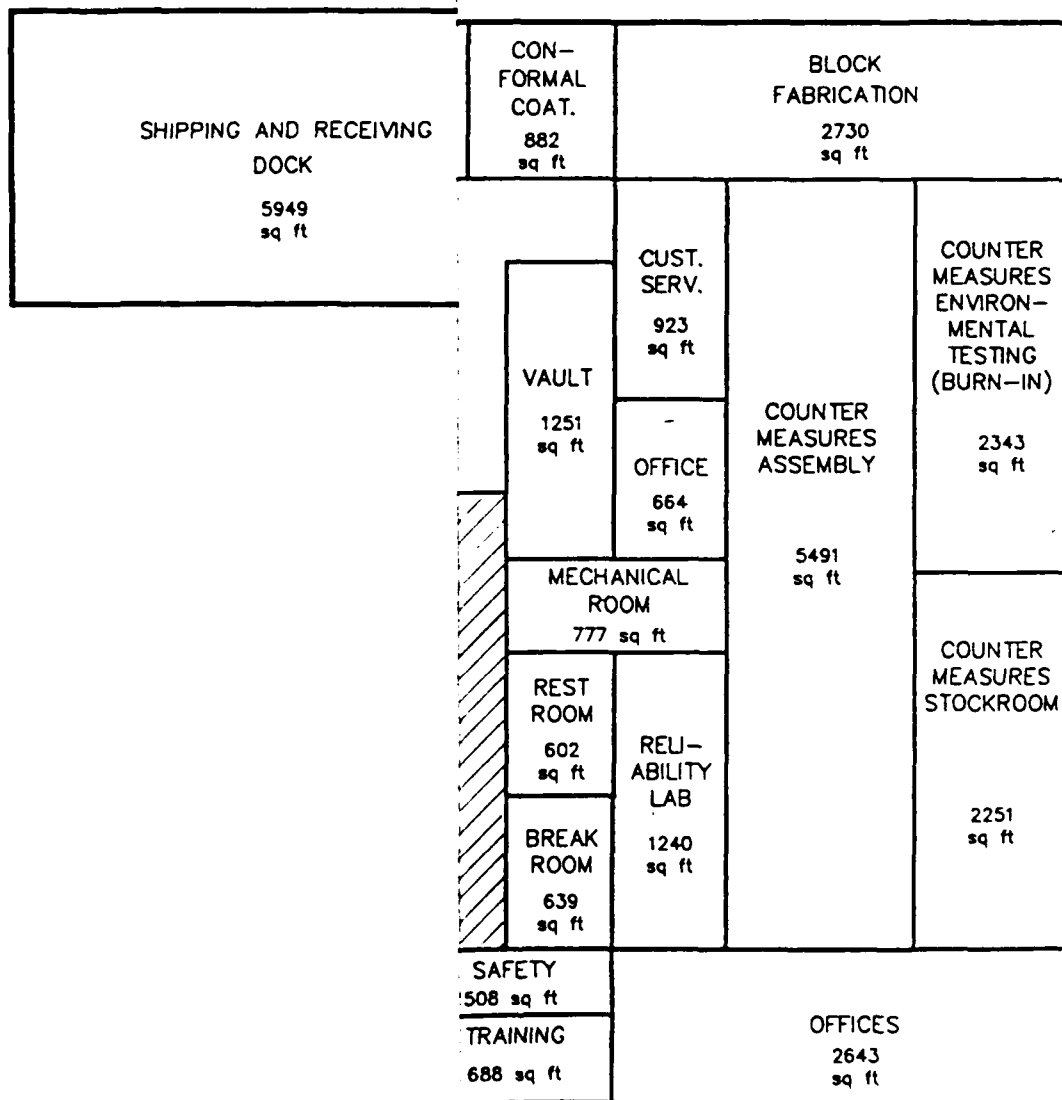 SHIPPING AND RECEIVING
DOCK
5949
sq ft
CON-
FORMAL
COAT.
882
sq ft
BLOCK
FABRICATION
2730
sq ft
VAULT
1251
sq ft
CUST.
SERV.
923
sq ft
OFFICE
664
sq ft
COUNTER
MEASURES
ASSEMBLY
5491
sq ft
COUNTER
MEASURES
ENVIRON-
MENTAL
TESTING
(BURN-IN)
2343
sq ft
MECHANICAL
ROOM
777 sq ft
REST
ROOM
602
sq ft
BREAK
ROOM
639
sq ft
RELI-
ABILITY
LAB
1240
sq ft
COUNTER
MEASURES
STOCKROOM
2251
sq ft
SAFETY
508 sq ft
TRAINING
688 sq ft
OFFICES
2643
sq ft